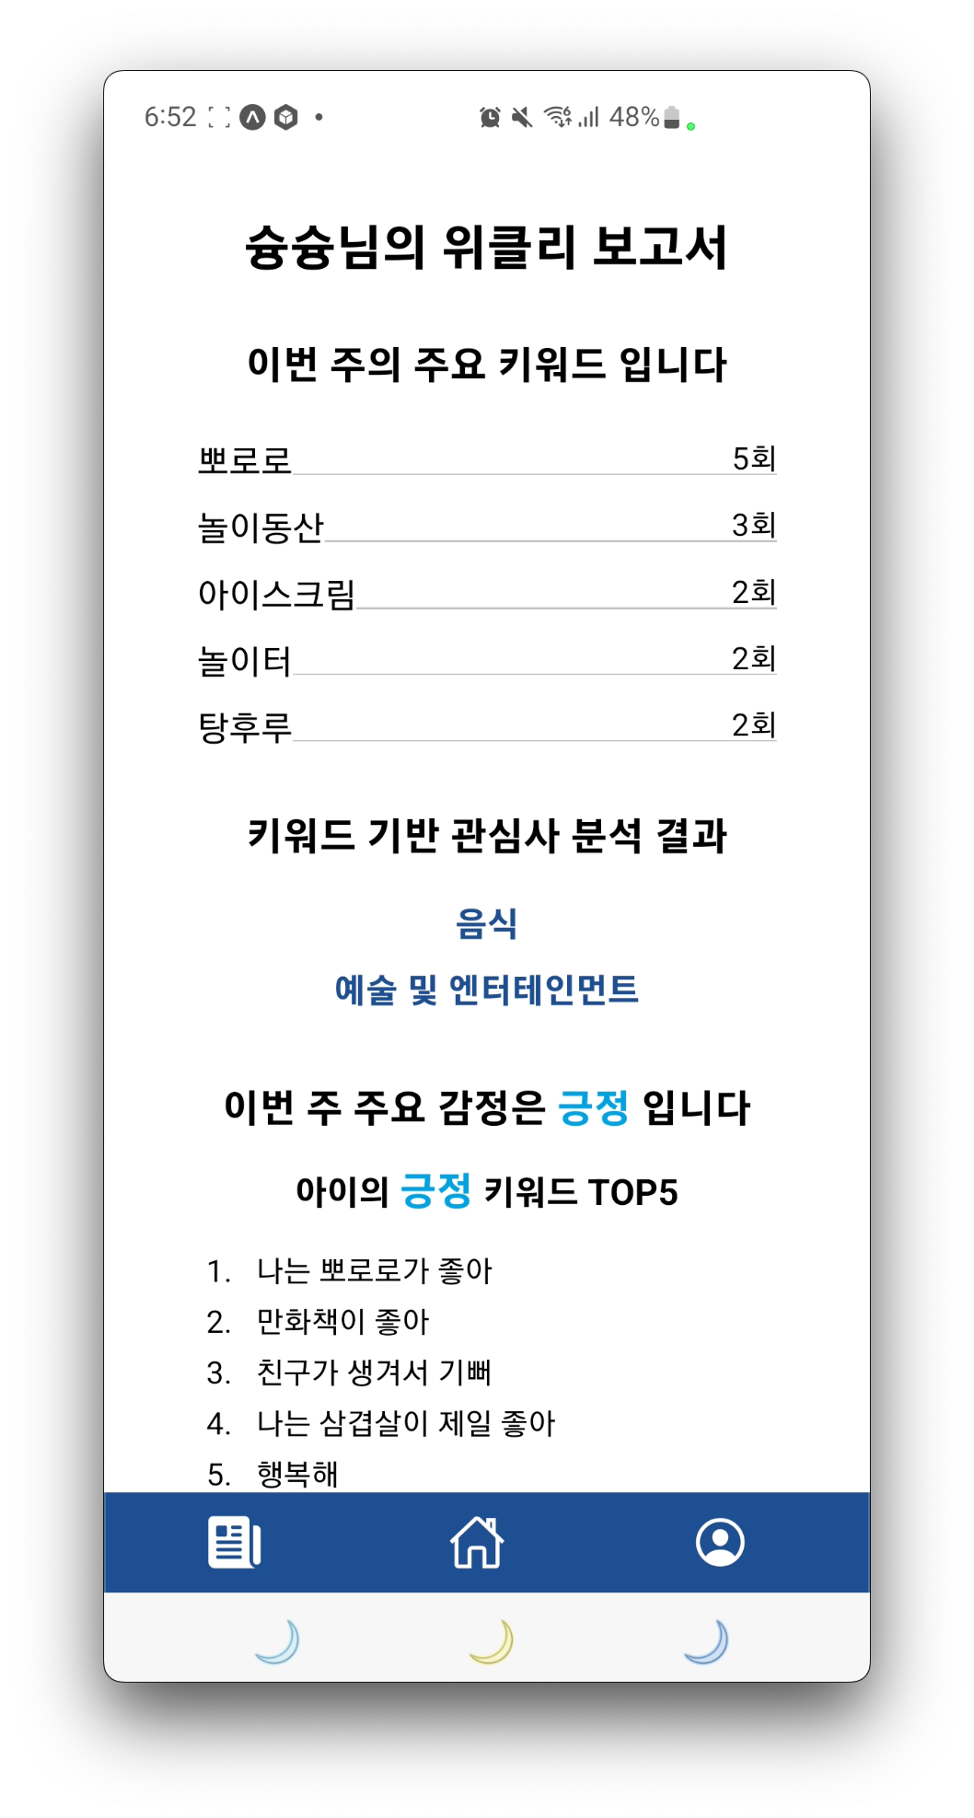 6:52
48%
슝슝님의 위클리 보고서
이번 주의 주요 키워드 입니다
뽀로로 5회
놀이동산 3회
아이스크림 2회
놀이터 2회
탕후루 2회
키워드 기반 관심사 분석 결과
음식
예술 및 엔터테인먼트
이번 주 주요 감정은 긍정 입니다
아이의 긍정 키워드 TOP5
1. 나는 뽀로로가 좋아
2. 만화책이 좋아
3. 친구가 생겨서 기뻐
4. 나는 삼겹살이 제일 좋아
5. 행복해